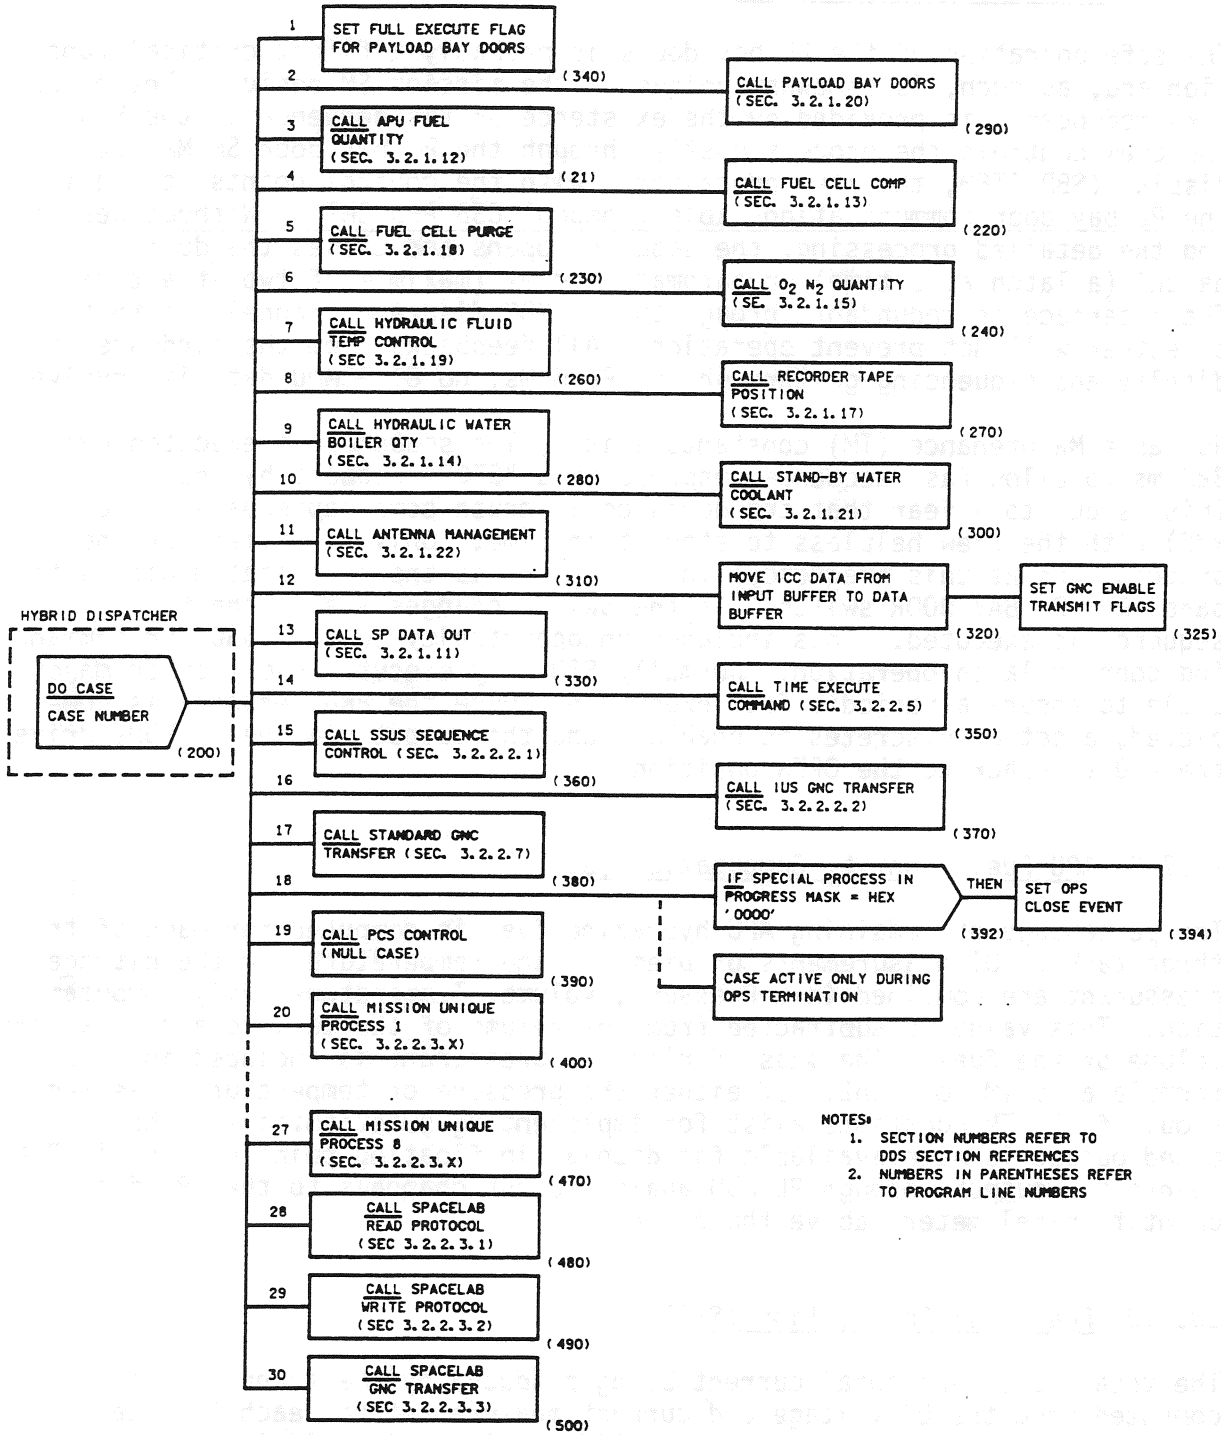 1
SET FULL EXECUTE FLAG
FOR PAYLOAD BAY DOORS
(340)
2
CALL PAYLOAD BAY DOORS
(SEC. 3.2.1.20)
(290)
3
CALL APU FUEL
QUANTITY
(SEC. 3.2.1.12)
(21)
4
CALL FUEL CELL COMP
(SEC. 3.2.1.13)
(220)
5
CALL FUEL CELL PURGE
(SEC. 3.2.1.18)
(230)
6
CALL O2 N2 QUANTITY
(SE. 3.2.1.15)
(240)
7
CALL HYDRAULIC FLUID
TEMP CONTROL
(SEC 3.2.1.19)
(260)
8
CALL RECORDER TAPE
POSITION
(SEC. 3.2.1.17)
(270)
9
CALL HYDRAULIC WATER
BOILER QTY
(SEC. 3.2.1.14)
(280)
10
CALL STAND-BY WATER
COOLANT
(SEC. 3.2.1.21)
(300)
11
CALL ANTENNA MANAGEMENT
(SEC. 3.2.1.22)
(310)
12
MOVE ICC DATA FROM
INPUT BUFFER TO DATA
BUFFER
(320)
SET GNC ENABLE
TRANSMIT FLAGS
(325)
HYBRID DISPATCHER
DO CASE
CASE NUMBER
(200)
13
CALL SP DATA OUT
(SEC. 3.2.1.11)
(330)
14
CALL TIME EXECUTE
COMMAND (SEC. 3.2.2.5)
(350)
15
CALL SSUS SEQUENCE
CONTROL (SEC. 3.2.2.2.1)
(360)
16
CALL IUS GNC TRANSFER
(SEC. 3.2.2.2.2)
(370)
17
CALL STANDARD GNC
TRANSFER (SEC. 3.2.2.7)
(380)
18
IF SPECIAL PROCESS IN
PROGRESS MASK = HEX
'0000'
(392)
THEN
SET OPS
CLOSE EVENT
(394)
CASE ACTIVE ONLY DURING
OPS TERMINATION
19
CALL PCS CONTROL
(NULL CASE)
(390)
20
CALL MISSION UNIQUE
PROCESS 1
(SEC. 3.2.2.3.X)
(400)
27
CALL MISSION UNIQUE
PROCESS 8
(SEC. 3.2.2.3.X)
(470)
28
CALL SPACELAB
READ PROTOCOL
(SEC 3.2.2.3.1)
(480)
29
CALL SPACELAB
WRITE PROTOCOL
(SEC 3.2.2.3.2)
(490)
30
CALL SPACELAB
GNC TRANSFER
(SEC 3.2.2.3.3)
(500)
NOTES:
1. SECTION NUMBERS REFER TO
DDS SECTION REFERENCES
2. NUMBERS IN PARENTHESES REFER
TO PROGRAM LINE NUMBERS